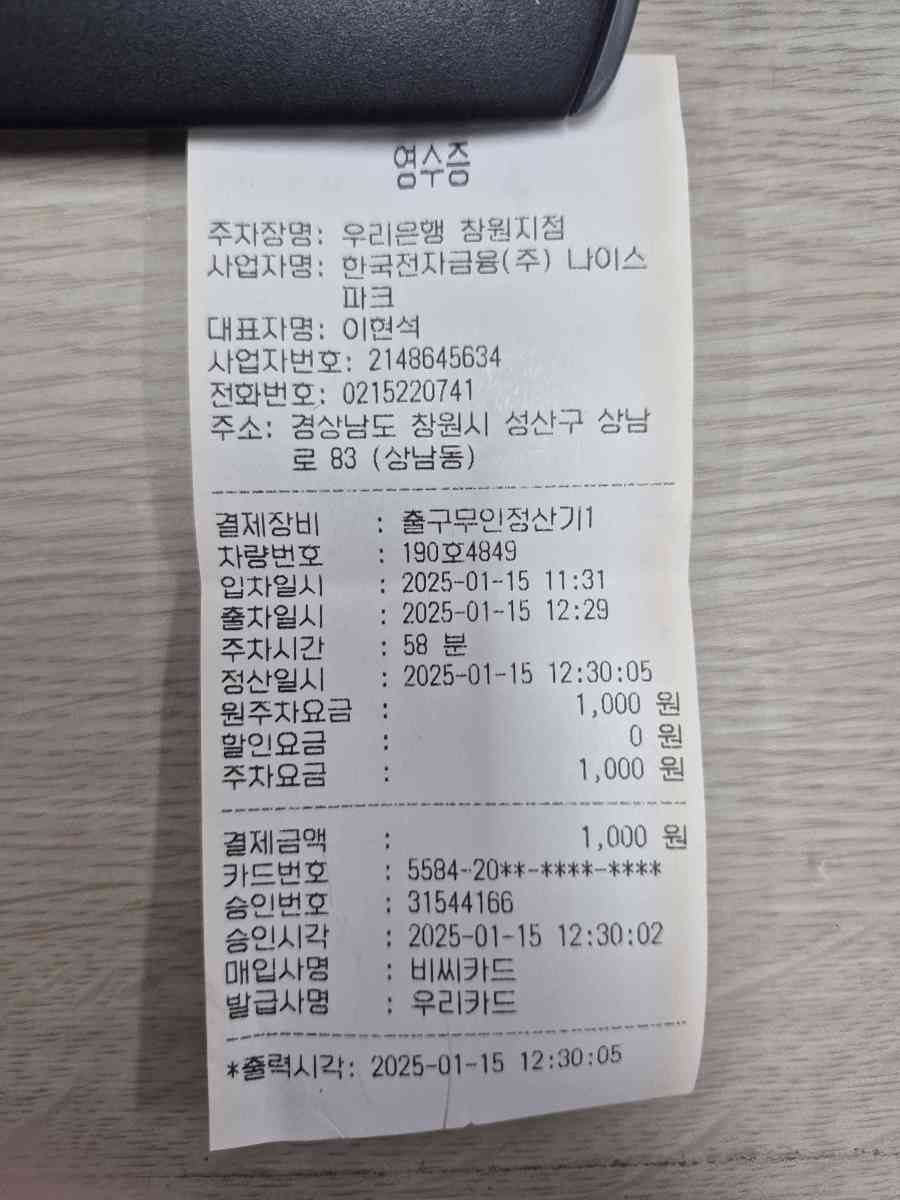 영수증
주차장명: 우리은행 창원지점
사업자명: 한국전자금융(주) 나이스
파크
대표자명: 이현석
사업자번호: 2148645634
전화번호: 0215220741
주소: 경상남도 창원시 성산구 상남
로 83 (상남동)
결제장비 : 출구무인정산기1
차량번호 : 190호4849
입차일시 : 2025-01-15 11:31
출차일시 : 2025-01-15 12:29
주차시간 : 58 분
정산일시 : 2025-01-15 12:30:05
원주차요금 : 1,000 원
할인요금 : 0 원
주차요금 : 1,000 원
결제금액 : 1,000 원
카드번호 : 5584-20**-****-****
승인번호 : 31544166
승인시각 : 2025-01-15 12:30:02
매입사명 : 비씨카드
발급사명 : 우리카드
*출력시각: 2025-01-15 12:30:05